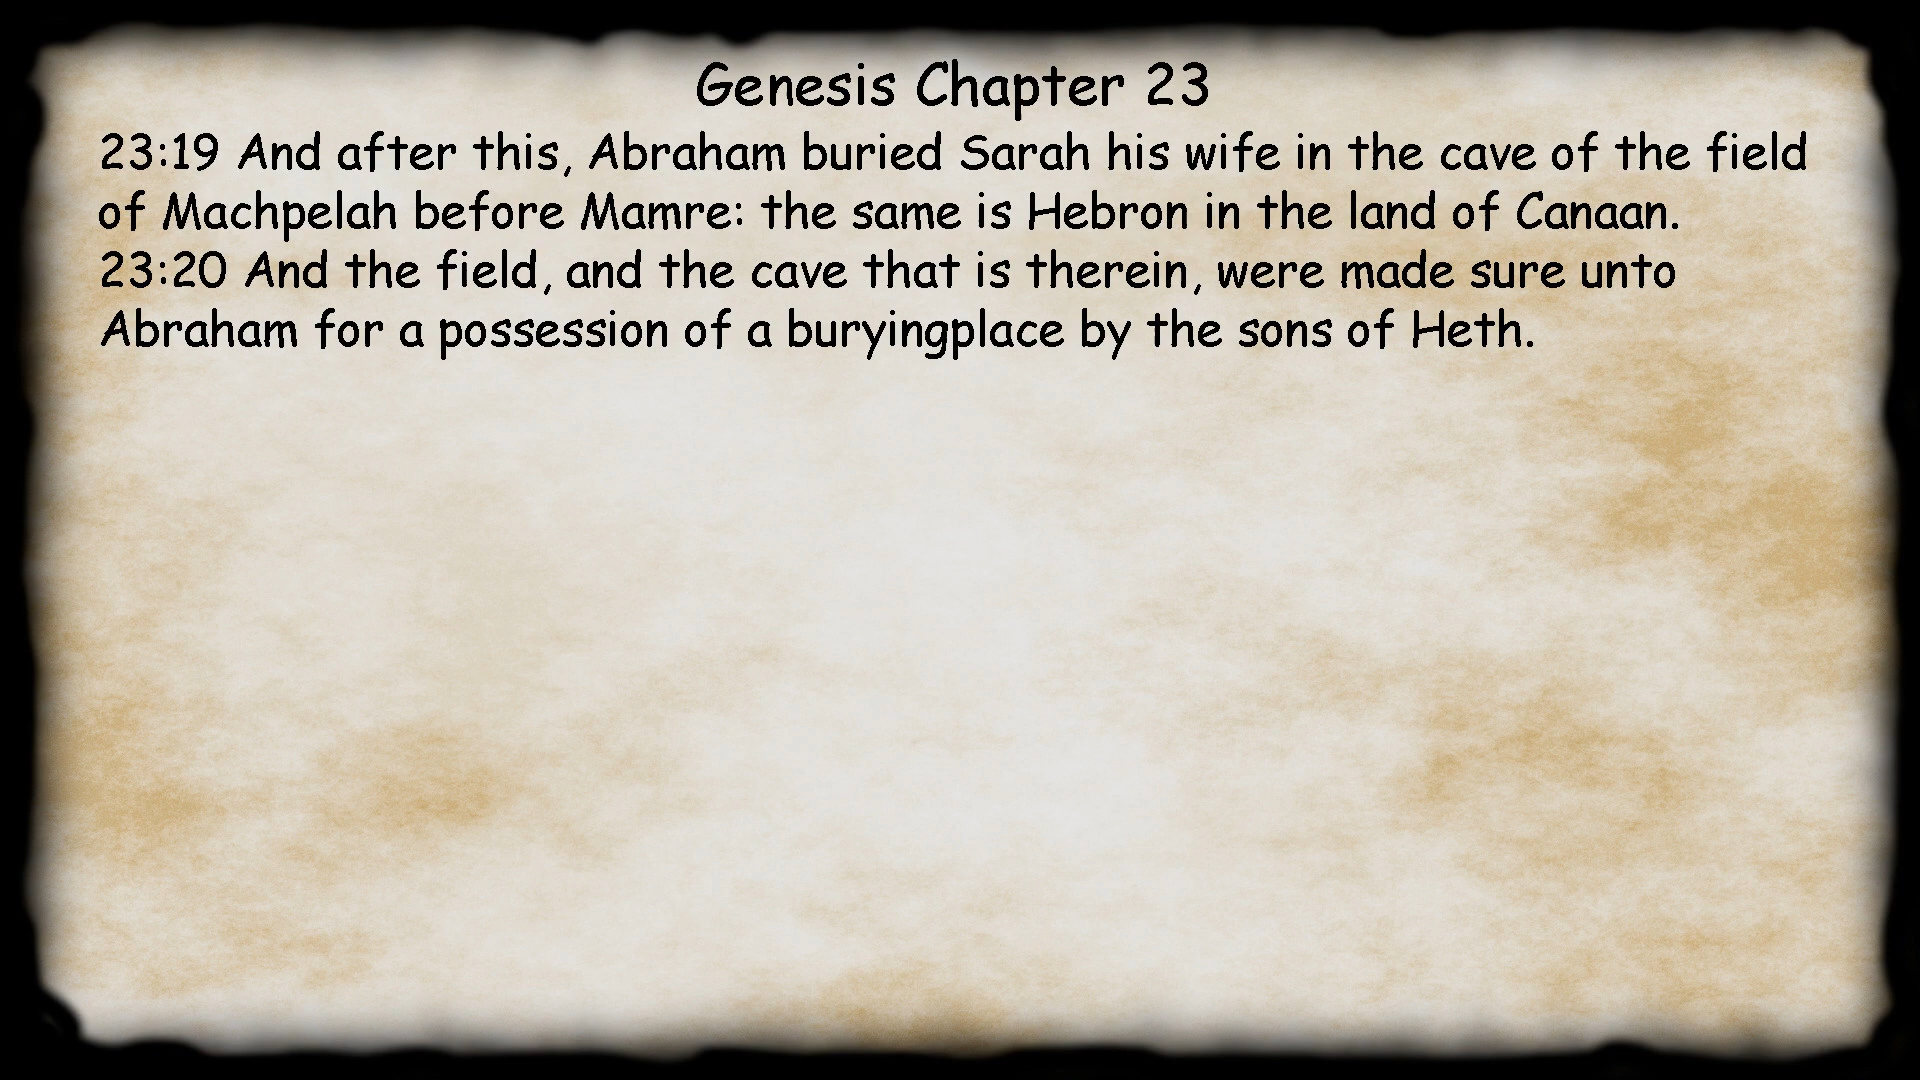 Genesis Chapter 23
23:19 And after this, Abraham buried Sarah his wife in the cave of the field
of Machpelah before Mamre: the same is Hebron in the land of Canaan.
23:20 And the field, and the cave that is therein, were made sure unto
Abraham for a possession of a buryingplace by the sons of Heth.